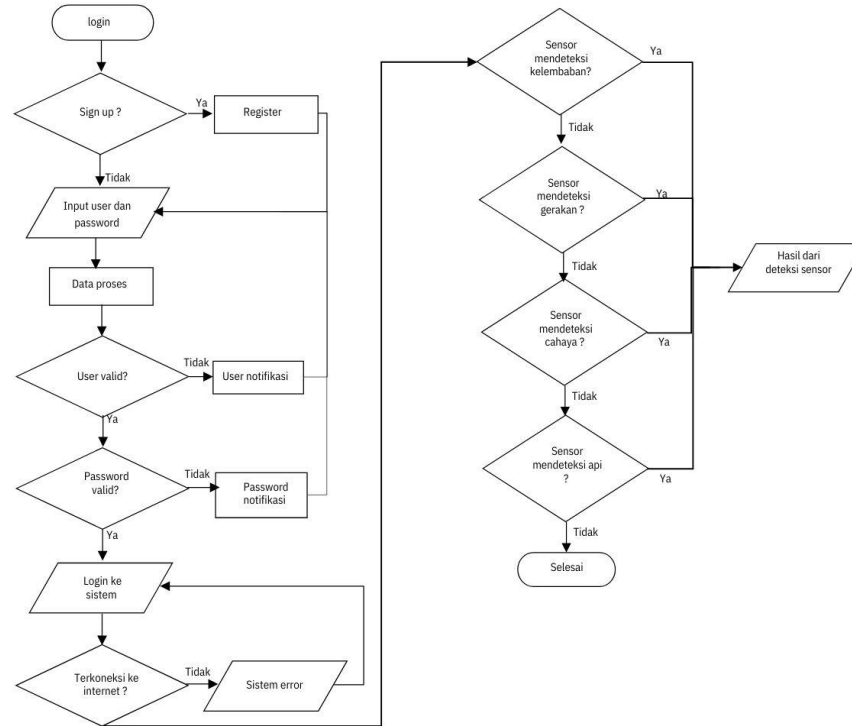 login
Sign up ?
Ya
Register
Tidak
Input user dan
password
Data proses
User valid?
Tidak
User notifikasi
Ya
Password
valid?
Tidak
Password
notifikasi
Ya
Login ke
sistem
Terkoneksi ke
internet ?
Tidak
Sistem error
Sensor
mendeteksi
kelembaban?
Ya
Tidak
Sensor
mendeteksi
gerakan ?
Ya
Tidak
Sensor
mendeteksi
cahaya ?
Ya
Tidak
Sensor
mendeteksi api
?
Ya
Tidak
Selesai
Hasil dari
deteksi sensor